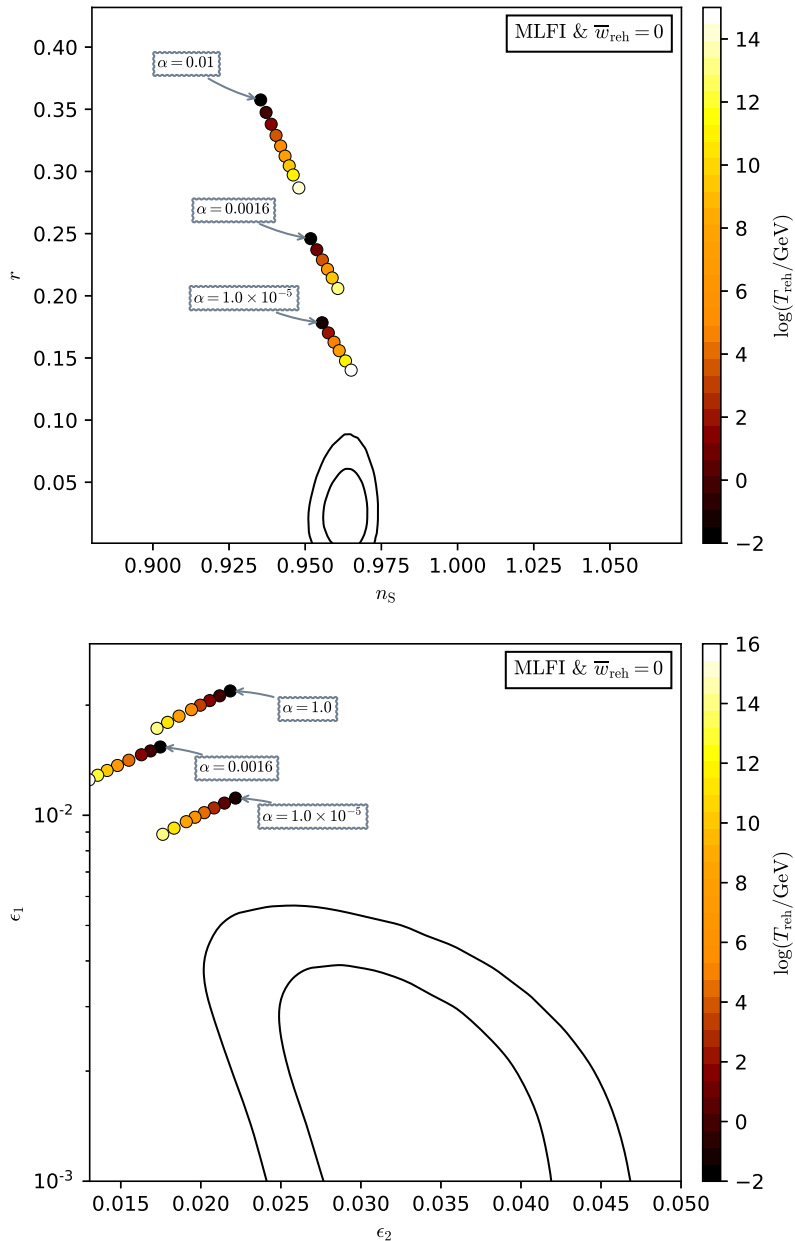 MLFI & w̅_reh = 0
0.40
0.35
0.30
0.25
0.20
0.15
0.10
0.05
r
α = 0.01
α = 0.0016
α = 1.0 × 10⁻⁵
0.900 0.925 0.950 0.975 1.000 1.025 1.050
n_S
14
12
10
8
6
4
2
0
−2
log(T_reh/GeV)
MLFI & w̅_reh = 0
10⁻²
10⁻³
ϵ₁
α = 1.0
α = 0.0016
α = 1.0 × 10⁻⁵
0.015 0.020 0.025 0.030 0.035 0.040 0.045 0.050
ϵ₂
16
14
12
10
8
6
4
2
0
−2
log(T_reh/GeV)